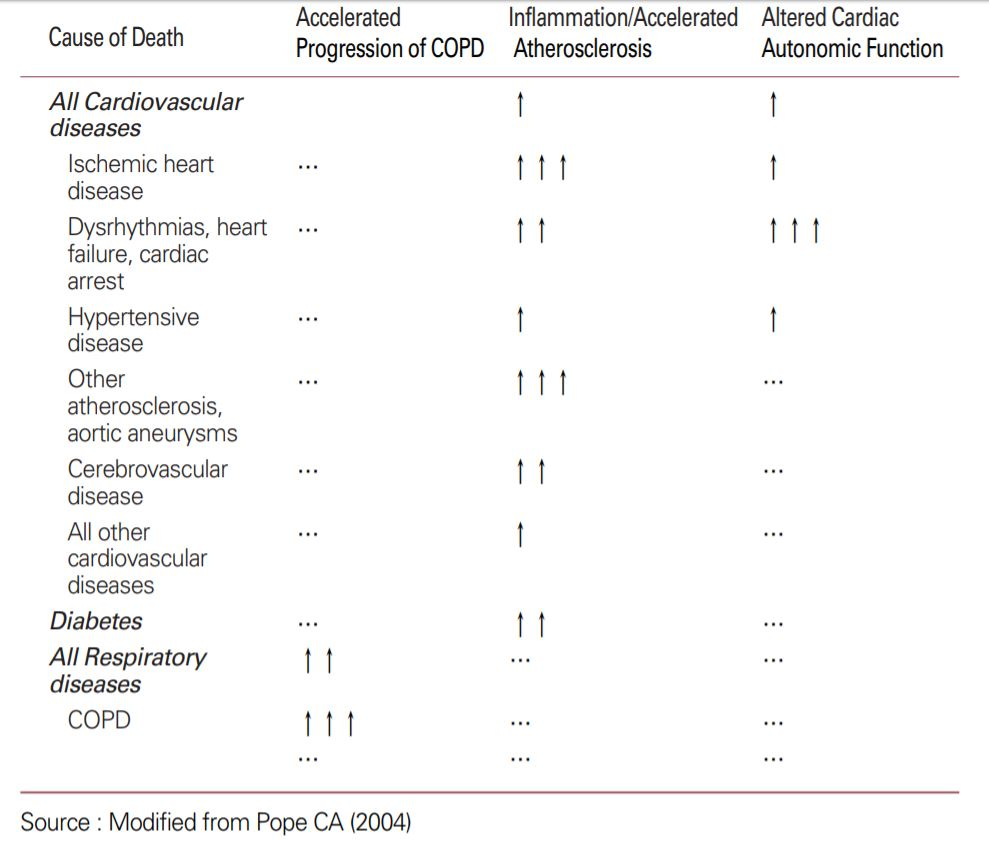 Cause of Death Accelerated Progression of COPD Inflammation/Accelerated Atherosclerosis Altered Cardiac Autonomic Function
All Cardiovascular diseases ↑ ↑
Ischemic heart disease ... ↑ ↑ ↑ ↑
Dysrhythmias, heart failure, cardiac arrest ... ↑ ↑ ↑ ↑ ↑
Hypertensive disease ... ↑ ↑
Other atherosclerosis, aortic aneurysms ... ↑ ↑ ↑ ...
Cerebrovascular disease ... ↑ ↑ ...
All other cardiovascular diseases ... ↑ ...
Diabetes ... ↑ ↑ ...
All Respiratory diseases ↑ ↑ ... ...
COPD ↑ ↑ ↑ ... ...
... ... ...
Source : Modified from Pope CA (2004)